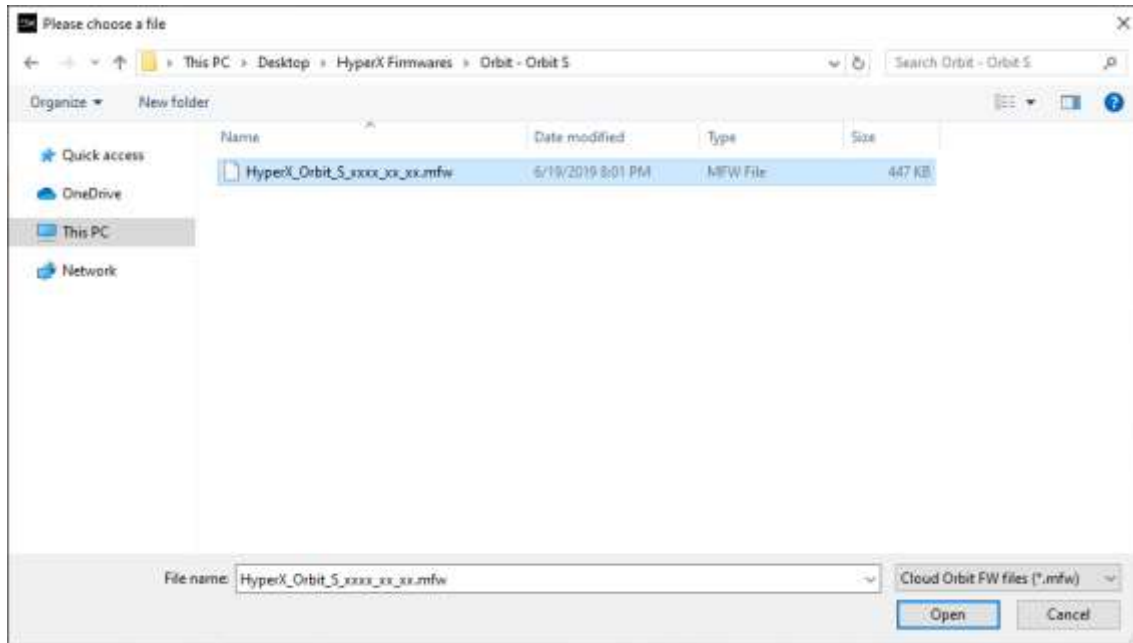 Please choose a file
This PC > Desktop > HyperX Firmwares > Orbit - Orbit S
Search Orbit - Orbit S
Organize
New folder
Name
Date modified
Type
Size
Quick access
HyperX_Orbit_S_xxxx_xx_xx.mfw
6/19/2019 8:01 PM
MFW File
447 KB
OneDrive
This PC
Network
File name: HyperX_Orbit_S_xxxx_xx_xx.mfw
Cloud Orbit FW files (*.mfw)
Open
Cancel